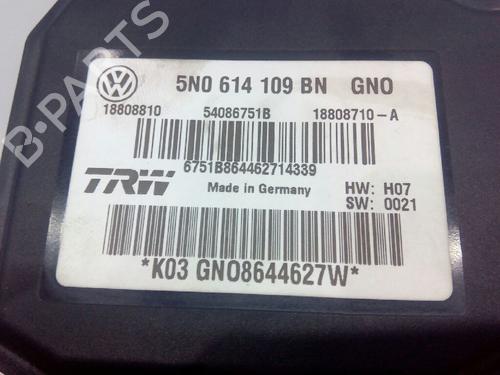 B-PARTS
5N0 614 109 BN GNO
18808810 54086751B 18808710-A
6751B864462714339
TRW Made in Germany HW: H07
SW: 0021
*K03 GNO8644627W*